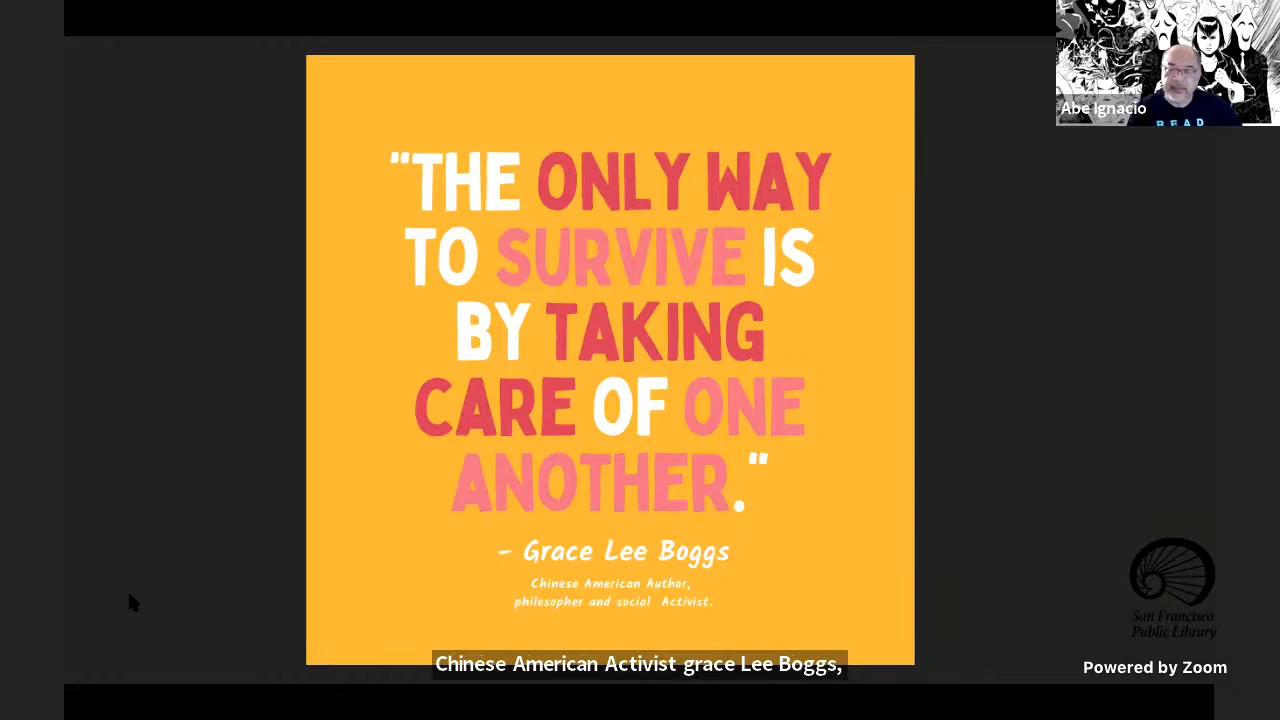 "THE ONLY WAY
TO SURVIVE IS
BY TAKING
CARE OF ONE
ANOTHER."
- Grace Lee Boggs
Chinese American Author,
philosopher and social Activist.
Chinese American Activist grace Lee Boggs,
Abe Ignacio
READ
San Francisco
Public Library
Powered by Zoom